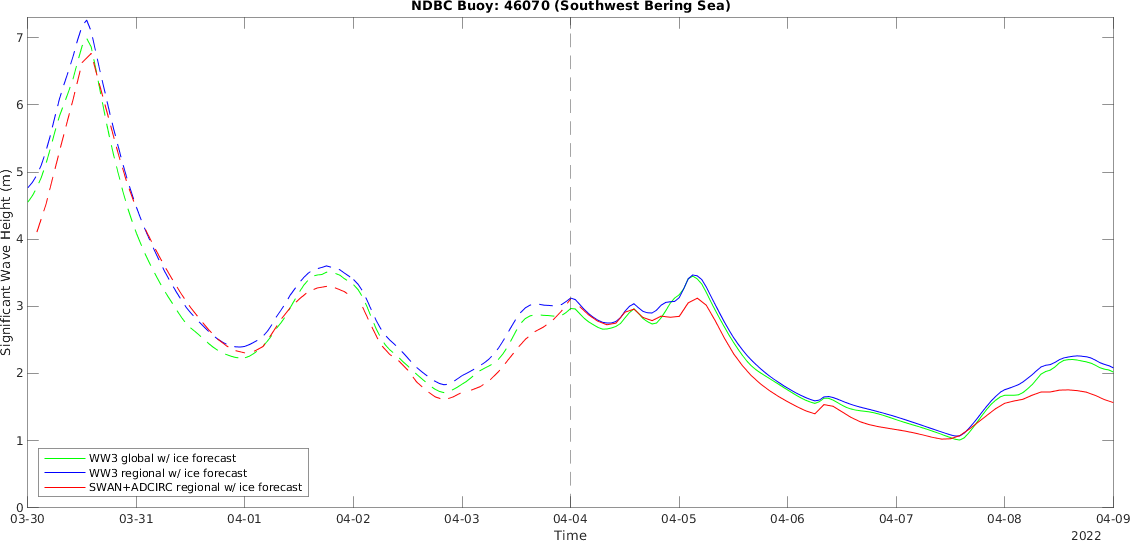 NDBC Buoy: 46070 (Southwest Bering Sea)
Significant Wave Height (m)
7
6
5
4
3
2
1
0
WW3 global w/ ice forecast
WW3 regional w/ ice forecast
SWAN+ADCIRC regional w/ ice forecast
03-30 03-31 04-01 04-02 04-03 04-04 04-05 04-06 04-07 04-08 04-09
Time
2022